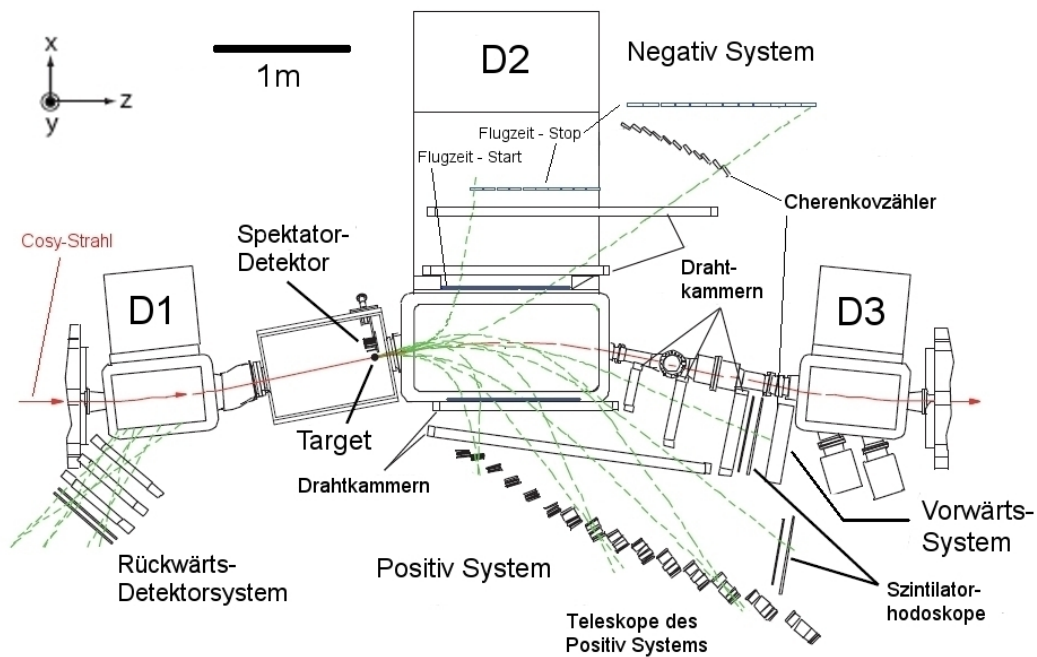 x
z
y
1m
D2
Negativ System
Flugzeit - Stop
Flugzeit - Start
Cherenkovzähler
Cosy-Strahl
Spektator-
Detektor
Draht-
kammern
D1
D3
Target
Drahtkammern
Rückwärts-
Detektorsystem
Positiv System
Vorwärts-
System
Szintilator-
hodoskope
Teleskope des
Positiv Systems